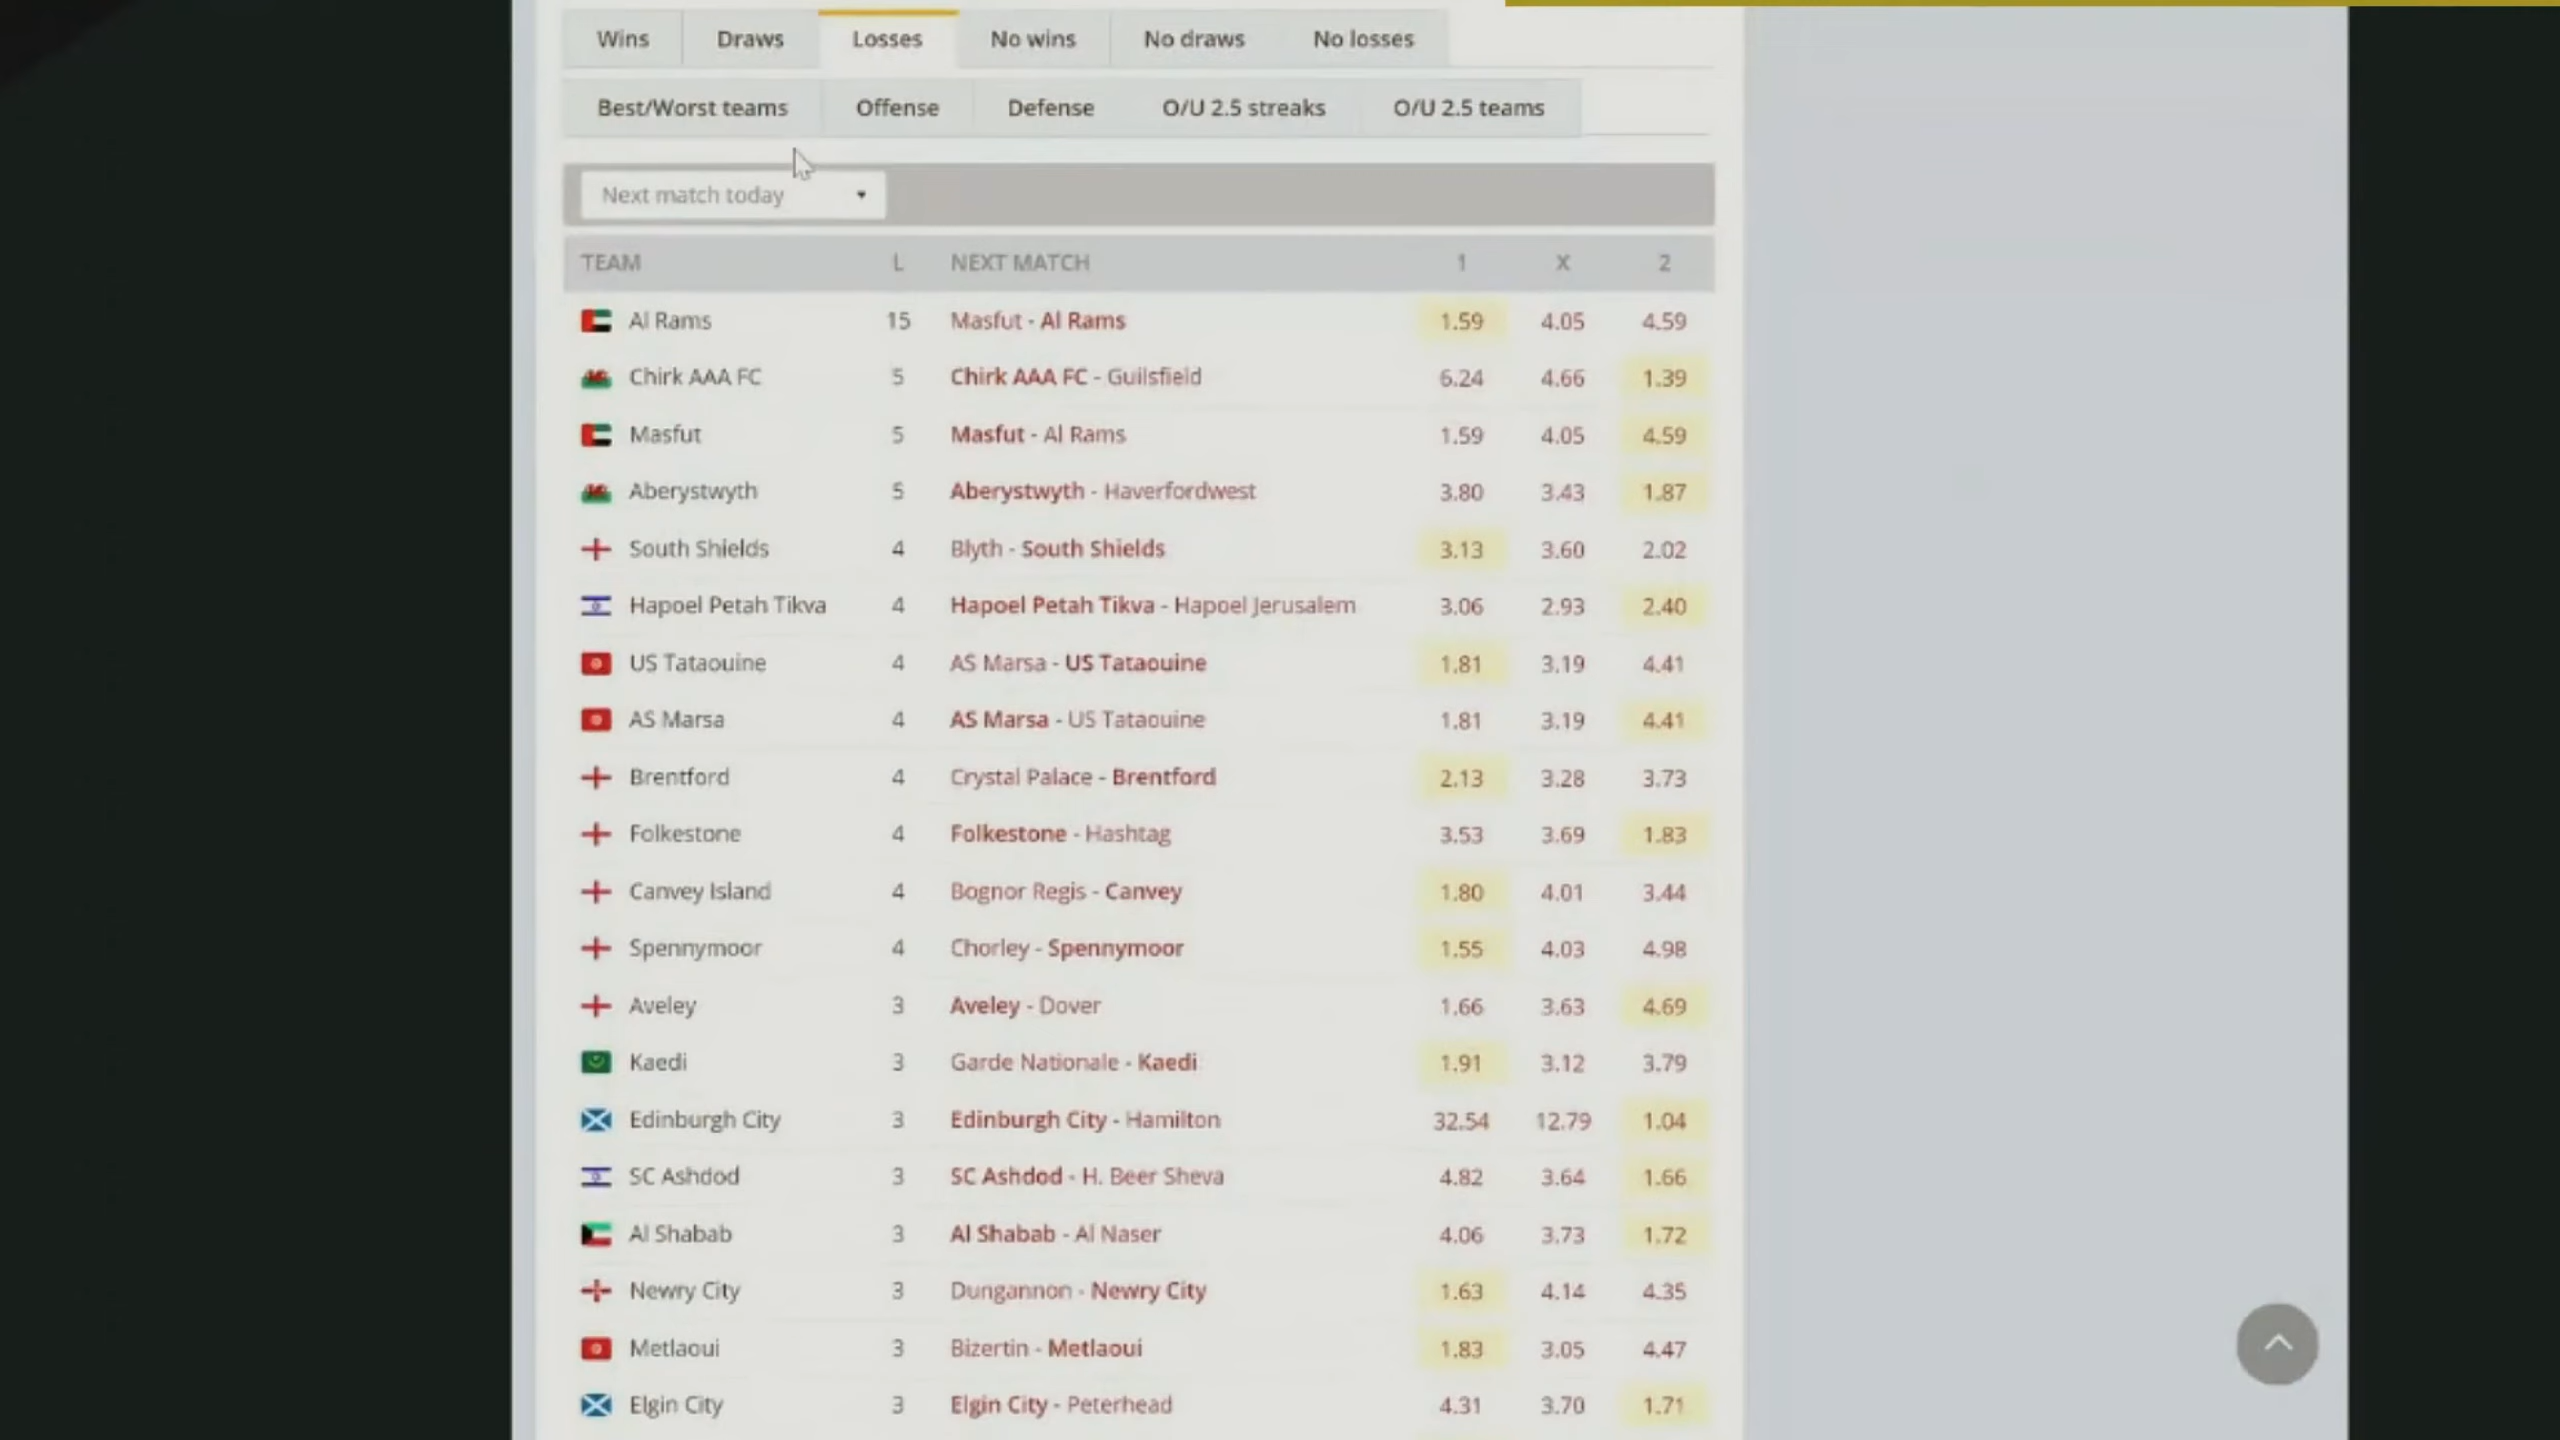 Wins Draws Losses No wins No draws No losses
Best/Worst teams Offense Defense O/U 2.5 streaks O/U 2.5 teams
Next match today
TEAM L NEXT MATCH 1 X 2
Al Rams 15 Masfut - Al Rams 1.59 4.05 4.59
Chirk AAA FC 5 Chirk AAA FC - Guilsfield 6.24 4.66 1.39
Masfut 5 Masfut - Al Rams 1.59 4.05 4.59
Aberystwyth 5 Aberystwyth - Haverfordwest 3.80 3.43 1.87
South Shields 4 Blyth - South Shields 3.13 3.60 2.02
Hapoel Petah Tikva 4 Hapoel Petah Tikva - Hapoel Jerusalem 3.06 2.93 2.40
US Tataouine 4 AS Marsa - US Tataouine 1.81 3.19 4.41
AS Marsa 4 AS Marsa - US Tataouine 1.81 3.19 4.41
Brentford 4 Crystal Palace - Brentford 2.13 3.28 3.73
Folkestone 4 Folkestone - Hashtag 3.53 3.69 1.83
Canvey Island 4 Bognor Regis - Canvey 1.80 4.01 3.44
Spennymoor 4 Chorley - Spennymoor 1.55 4.03 4.98
Aveley 3 Aveley - Dover 1.66 3.63 4.69
Kaedi 3 Garde Nationale - Kaedi 1.91 3.12 3.79
Edinburgh City 3 Edinburgh City - Hamilton 32.54 12.79 1.04
SC Ashdod 3 SC Ashdod - H. Beer Sheva 4.82 3.64 1.66
Al Shabab 3 Al Shabab - Al Naser 4.06 3.73 1.72
Newry City 3 Dungannon - Newry City 1.63 4.14 4.35
Metlaoui 3 Bizertin - Metlaoui 1.83 3.05 4.47
Elgin City 3 Elgin City - Peterhead 4.31 3.70 1.71